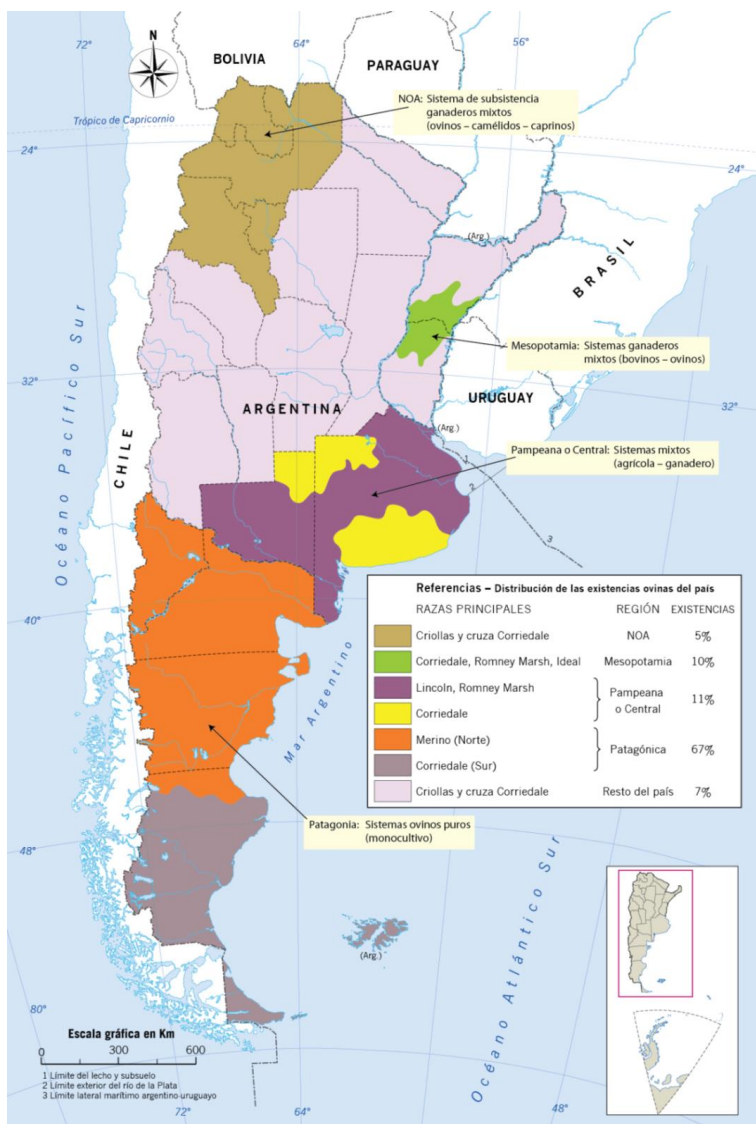 72°
64°
56°
N
BOLIVIA
PARAGUAY
NOA: Sistema de subsistencia
ganaderos mixtos
(ovinos – camélidos – caprinos)
Trópico de Capricornio
24°
24°
(Arg.)
BRASIL
Mesopotamia: Sistemas ganaderos
mixtos (bovinos – ovinos)
32°
32°
URUGUAY
ARGENTINA
(Arg.)
CHILE
Océano Pacífico Sur
Pampeana o Central: Sistemas mixtos
(agrícola – ganadero)
1
2
3
40°
40°
Mar Argentino
Referencias – Distribución de las existencias ovinas del país
RAZAS PRINCIPALES REGIÓN EXISTENCIAS
Criollas y cruza Corriedale NOA 5%
Corriedale, Romney Marsh, Ideal Mesopotamia 10%
Lincoln, Romney Marsh
Corriedale
Pampeana
o Central
11%
Merino (Norte)
Corriedale (Sur)
Patagónica 67%
Criollas y cruza Corriedale Resto del país 7%
Patagonia: Sistemas ovinos puros
(monocultivo)
48°
48°
(Arg.)
Océano Atlántico Sur
80°
Escala gráfica en Km
0 300 600
1 Límite del lecho y subsuelo
2 Límite exterior del río de la Plata
3 Límite lateral marítimo argentino-uruguayo
72°
64°
48°